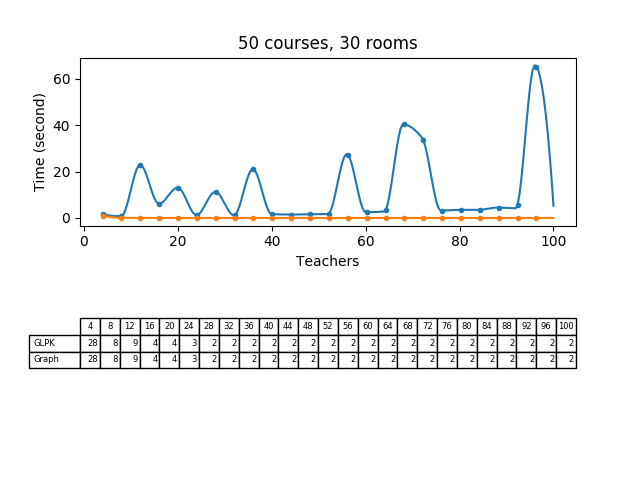 50 courses, 30 rooms
Time (second)
60
40
20
0
0 20 40 60 80 100
Teachers
4 8 12 16 20 24 28 32 36 40 44 48 52 56 60 64 68 72 76 80 84 88 92 96 100
GLPK 28 8 9 4 4 3 2 2 2 2 2 2 2 2 2 2 2 2 2 2 2 2 2 2 2
Graph 28 8 9 4 4 3 2 2 2 2 2 2 2 2 2 2 2 2 2 2 2 2 2 2 2